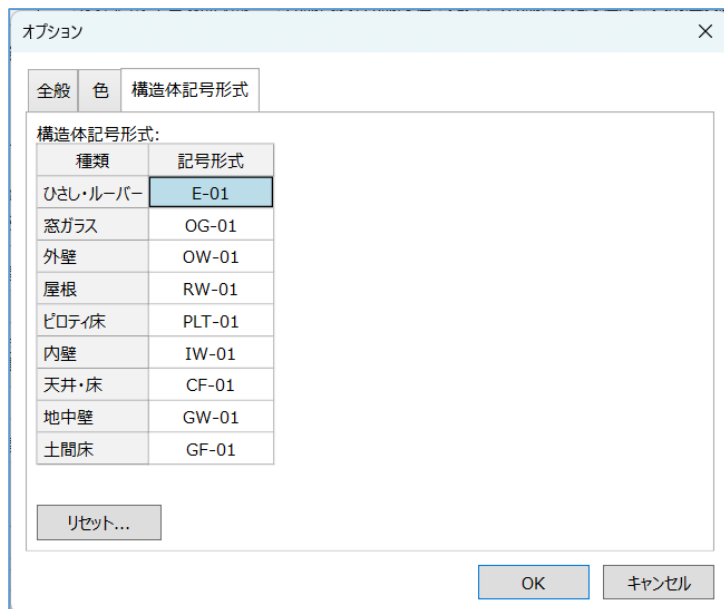 オプション
全般 色 構造体記号形式
構造体記号形式:
種類 記号形式
ひさし・ルーバー E-01
窓ガラス OG-01
外壁 OW-01
屋根 RW-01
ピロティ床 PLT-01
内壁 IW-01
天井・床 CF-01
地中壁 GW-01
土間床 GF-01
リセット...
OK キャンセル